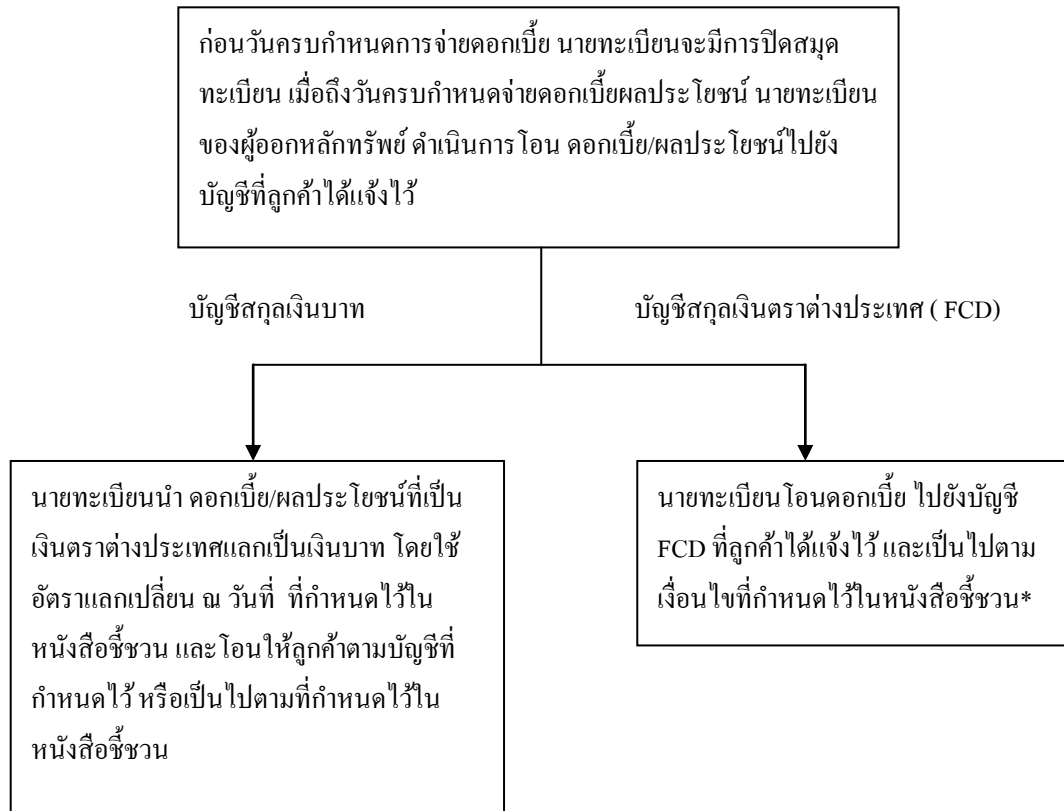 ก่อนวันครบกำหนดการจ่ายดอกเบี้ย นายทะเบียนจะมีการปิดสมุด
ทะเบียน เมื่อถึงวันครบกำหนดจ่ายดอกเบี้ยผลประโยชน์ นายทะเบียน
ของผู้ออกหลักทรัพย์ ดำเนินการโอน ดอกเบี้ย/ผลประโยชน์ไปยัง
บัญชีที่ลูกค้าได้แจ้งไว้
บัญชีสกุลเงินบาท
บัญชีสกุลเงินตราต่างประเทศ ( FCD)
นายทะเบียนนำ ดอกเบี้ย/ผลประโยชน์ที่เป็น
เงินตราต่างประเทศแลกเป็นเงินบาท โดยใช้
อัตราแลกเปลี่ยน ณ วันที่ ที่กำหนดไว้ใน
หนังสือชี้ชวน และโอนให้ลูกค้าตามบัญชีที่
กำหนดไว้ หรือเป็นไปตามที่กำหนดไว้ใน
หนังสือชี้ชวน
นายทะเบียนโอนดอกเบี้ย ไปยังบัญชี
FCD ที่ลูกค้าได้แจ้งไว้ และเป็นไปตาม
เงื่อนไขที่กำหนดไว้ในหนังสือชี้ชวน*